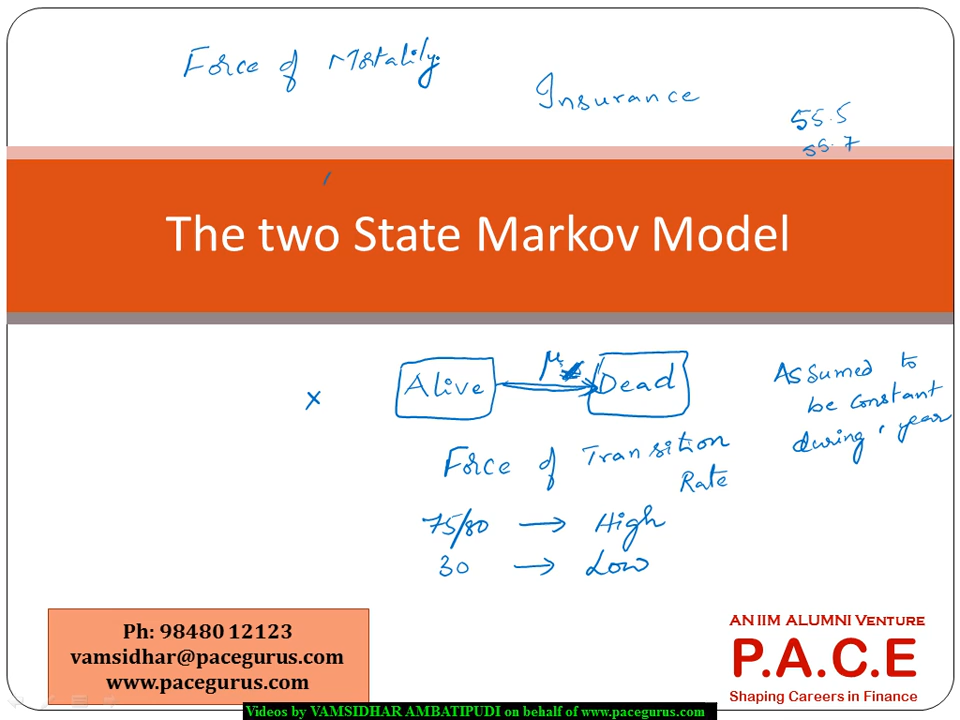 Force of Mortality.
Insurance
55.5
55.7
The two State Markov Model
μ
x
Alive
Dead
Assumed to
be constant
during 1 year
Force of Transition
Rate
75/80 → High
30 → Low
Ph: 98480 12123
vamsidhar@pacegurus.com
www.pacegurus.com
AN IIM ALUMNI VENTURE
P.A.C.E
Shaping Careers in Finance
Videos by VAMSIDHAR AMBATIPUDI on behalf of www.pacegurus.com